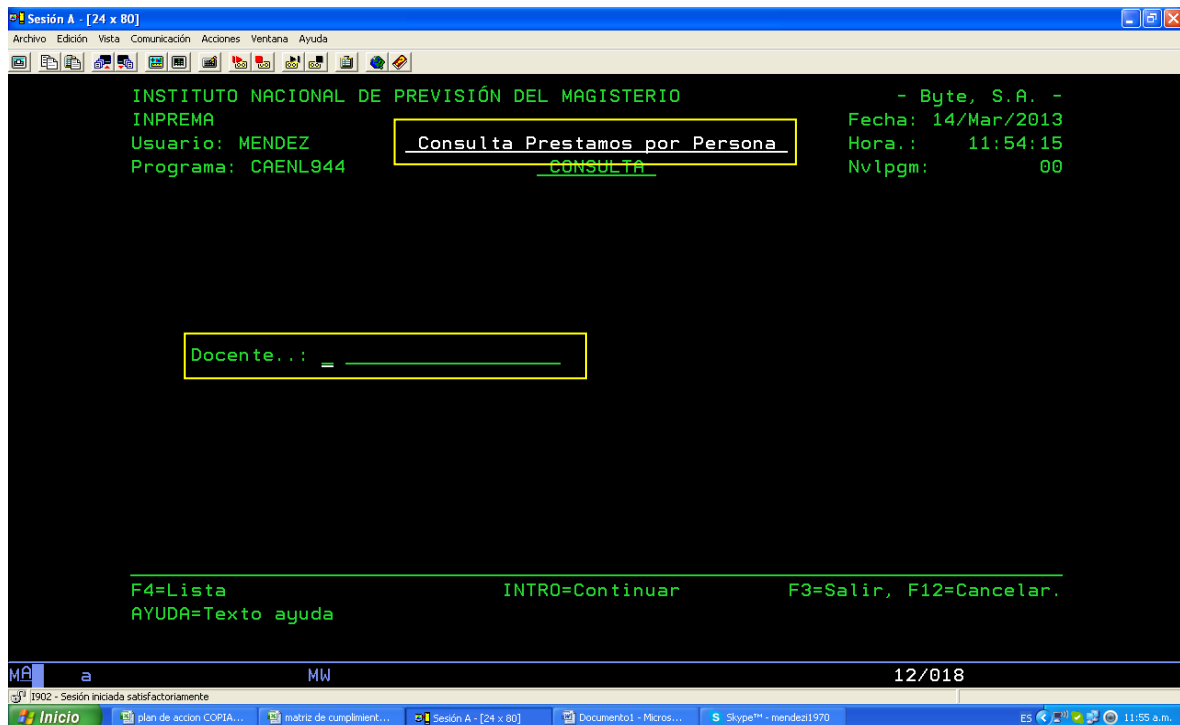 Sesión A - [24 x 80]
Archivo Edición Vista Comunicación Acciones Ventana Ayuda
INSTITUTO NACIONAL DE PREVISIÓN DEL MAGISTERIO - Byte, S.A. -
INPREMA Fecha: 14/Mar/2013
Usuario: MENDEZ Consulta Prestamos por Persona Hora.: 11:54:15
Programa: CAENL944 CONSULTA Nvlpgm: 00
Docente..: _ ____________________
F4=Lista INTRO=Continuar F3=Salir, F12=Cancelar.
AYUDA=Texto ayuda
MA a MW 12/018
I902 - Sesión iniciada satisfactoriamente
Inicio plan de accion COPIA... matriz de cumplimient... Sesión A - [24 x 80] Documento1 - Micros... Skype™ - mendezi1970 ES 11:55 a.m.